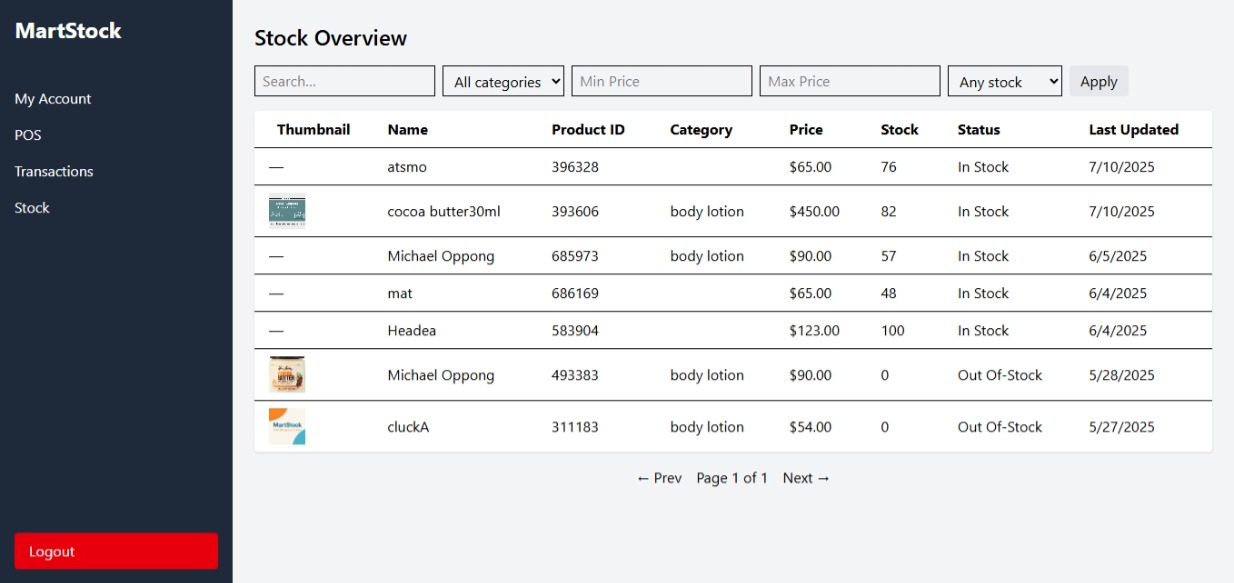 MartStock
My Account
POS
Transactions
Stock
Logout
Stock Overview
Search... All categories Min Price Max Price Any stock Apply
Thumbnail Name Product ID Category Price Stock Status Last Updated
— atsmo 396328 $65.00 76 In Stock 7/10/2025
cocoa butter30ml 393606 body lotion $450.00 82 In Stock 7/10/2025
— Michael Oppong 685973 body lotion $90.00 57 In Stock 6/5/2025
— mat 686169 $65.00 48 In Stock 6/4/2025
— Headea 583904 $123.00 100 In Stock 6/4/2025
BUTTER Michael Oppong 493383 body lotion $90.00 0 Out Of-Stock 5/28/2025
MartStock cluckA 311183 body lotion $54.00 0 Out Of-Stock 5/27/2025
← Prev Page 1 of 1 Next →